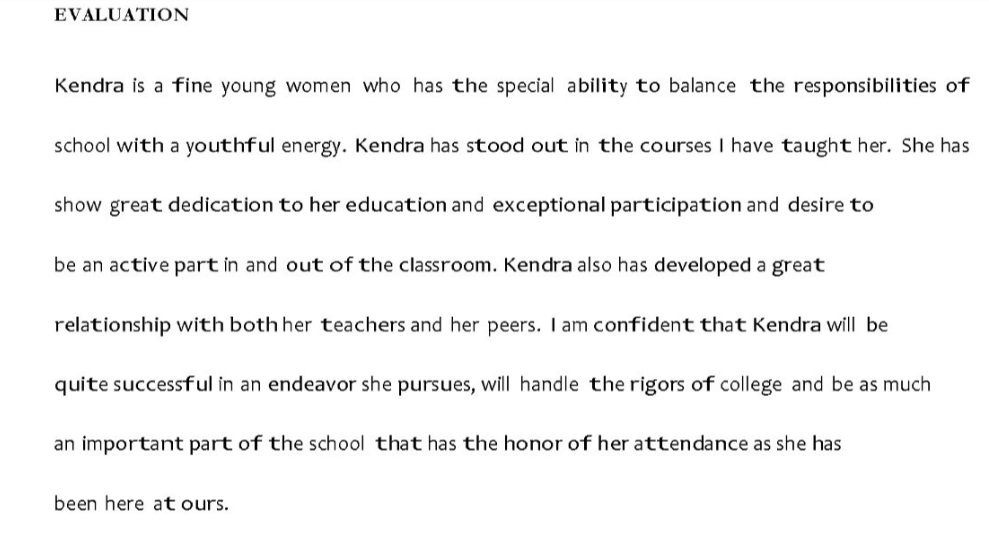 EVALUATION
Kendra is a fine young women who has the special ability to balance the responsibilities of
school with a youthful energy. Kendra has stood out in the courses I have taught her. She has
show great dedication to her education and exceptional participation and desire to
be an active part in and out of the classroom. Kendra also has developed a great
relationship with both her teachers and her peers. I am confident that Kendra will be
quite successful in an endeavor she pursues, will handle the rigors of college and be as much
an important part of the school that has the honor of her attendance as she has
been here at ours.